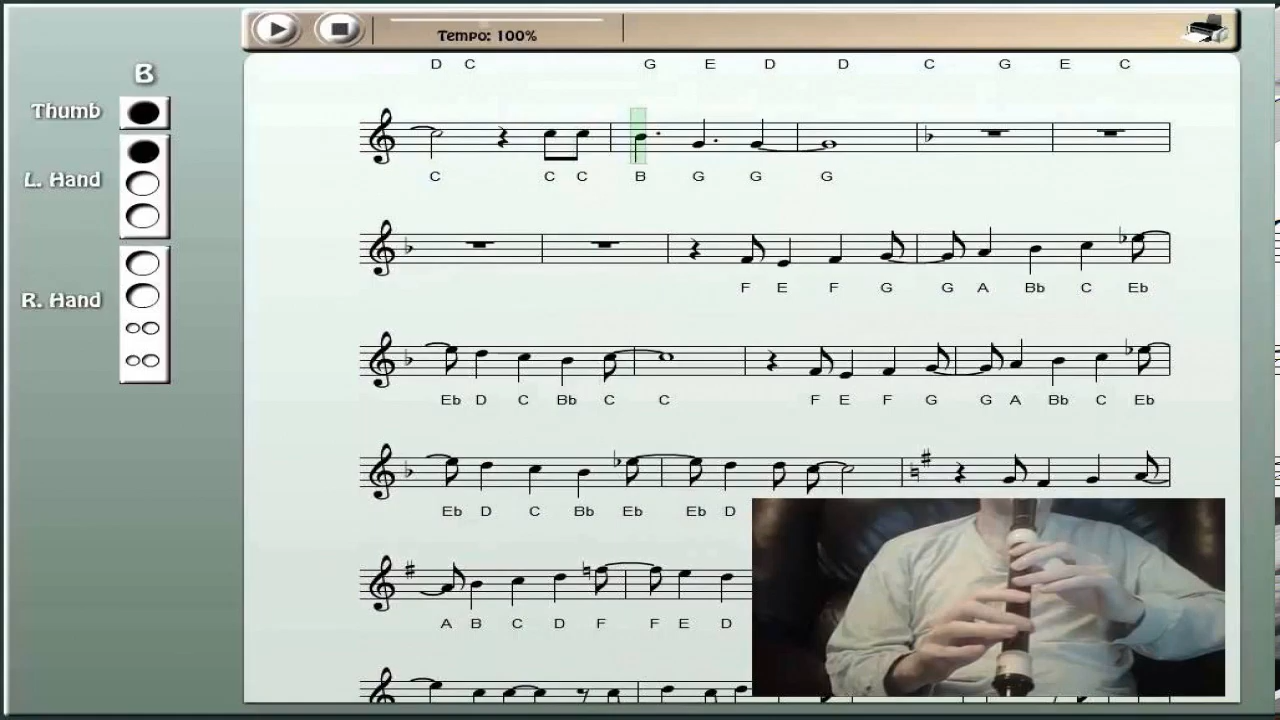 Tempo: 100%
B
Thumb
L. Hand
R. Hand
D C G E D D C G E C
C C C B G G G
F E F G G A Bb C Eb
Eb D C Bb C C F E F G G A Bb C Eb
Eb D C Bb Eb Eb D
A B C D F F E D